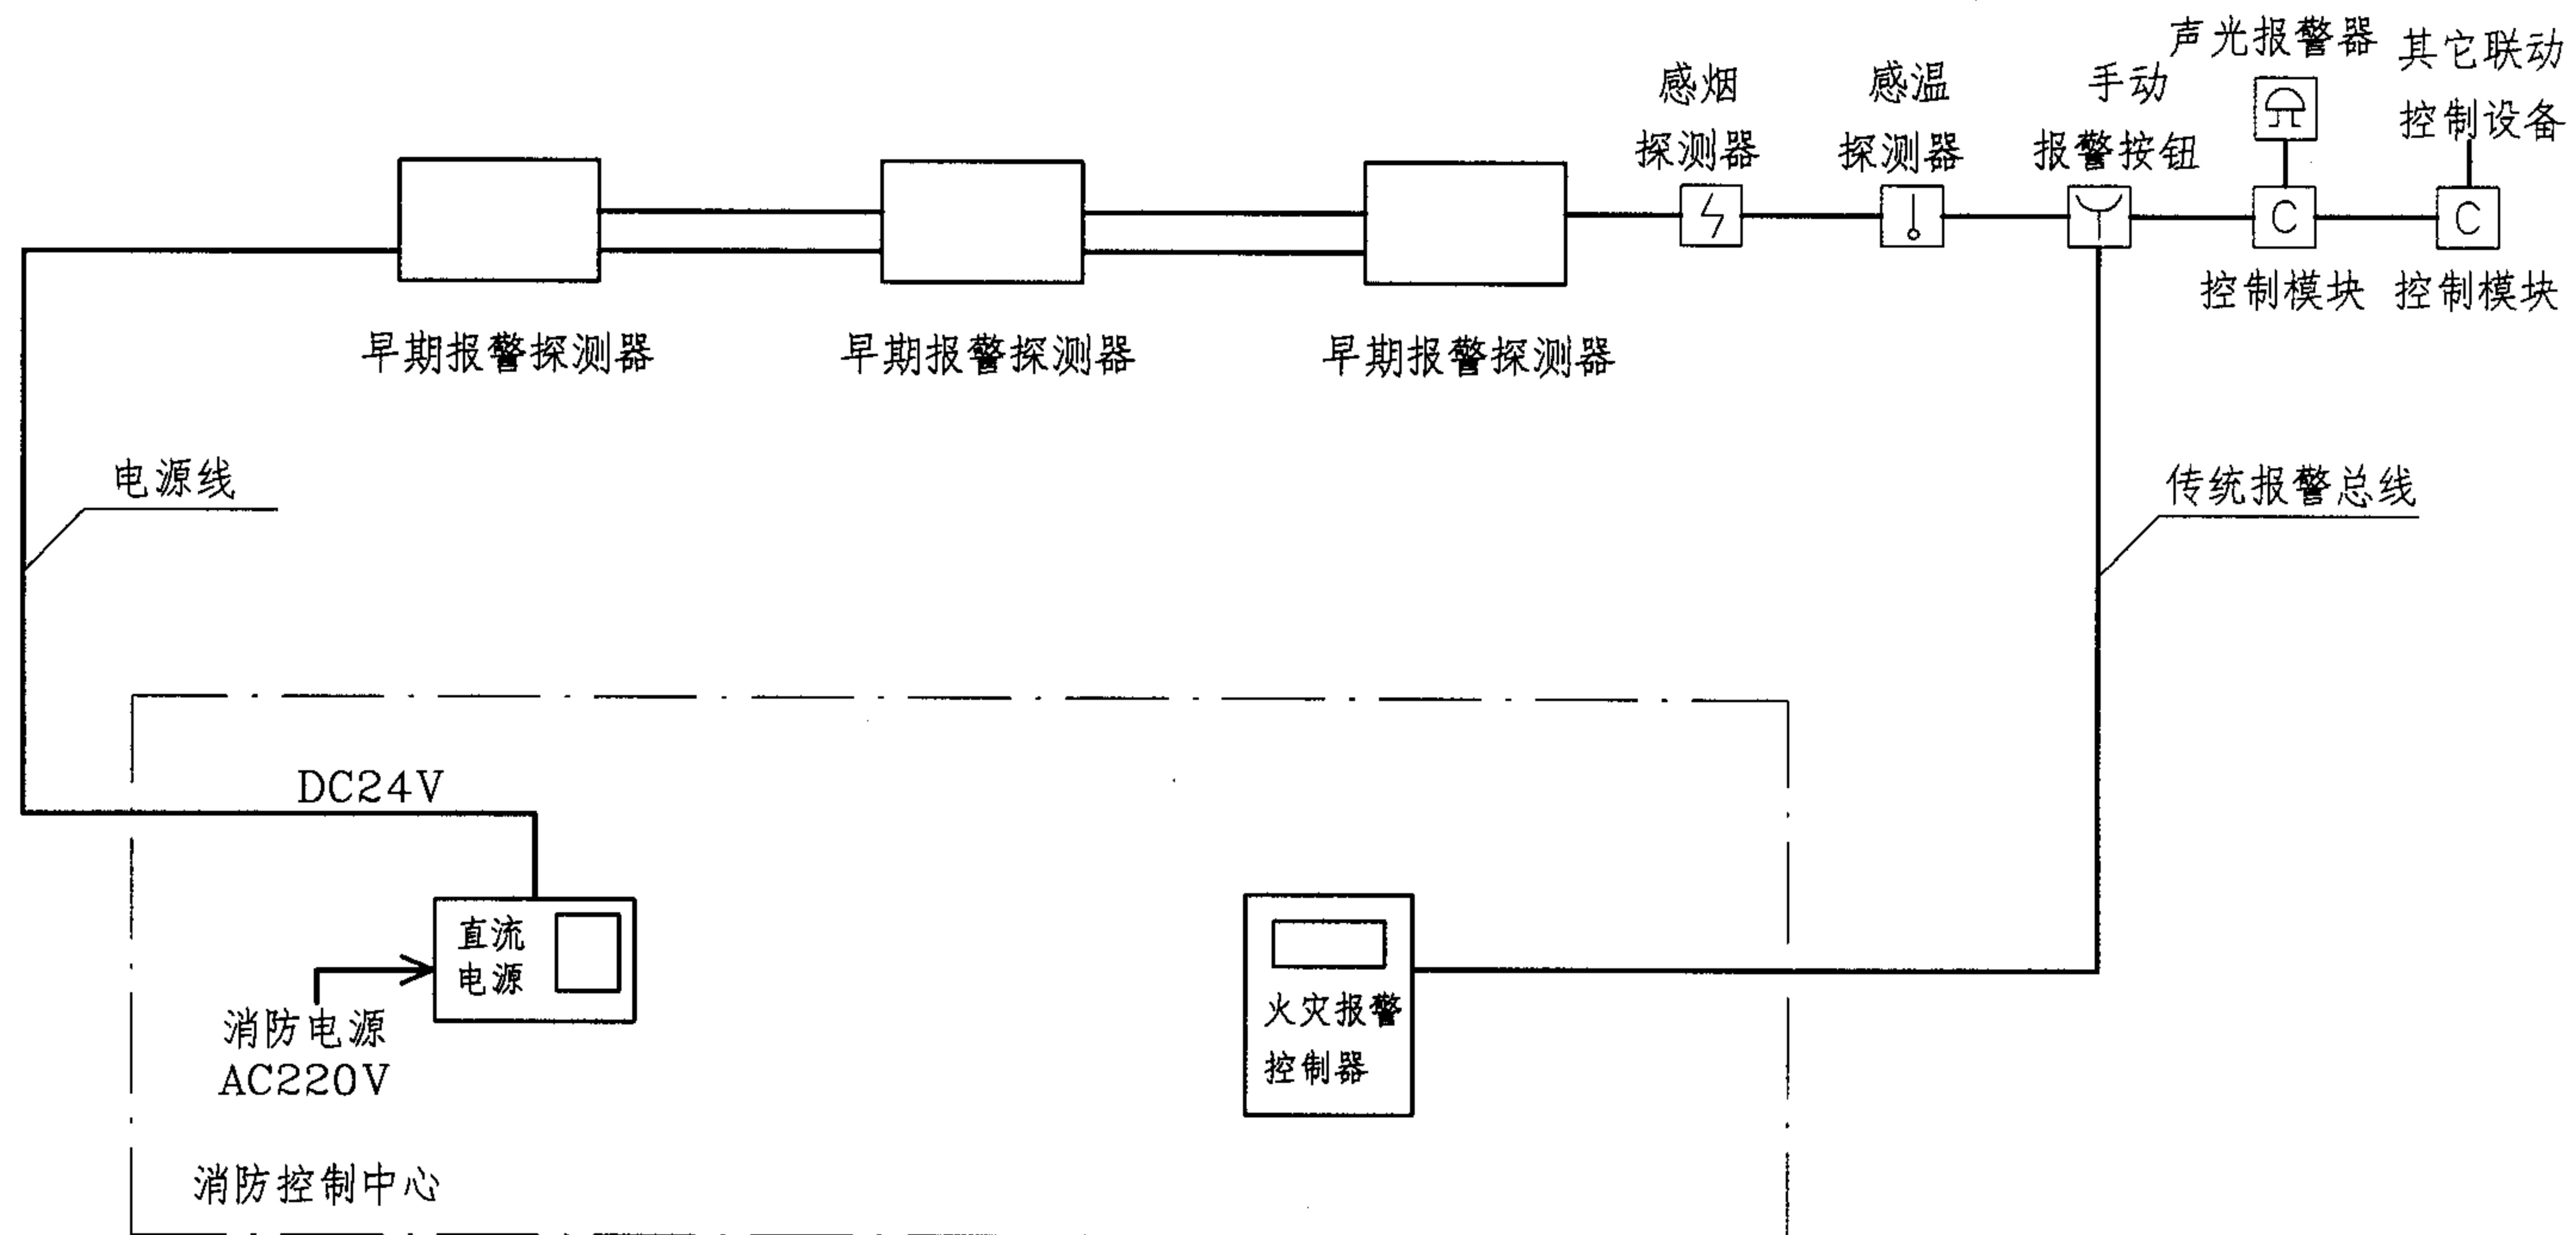 声光报警器
其它联动
控制设备
感烟
探测器
感温
探测器
手动
报警按钮
C
C
控制模块
控制模块
早期报警探测器
早期报警探测器
早期报警探测器
电源线
传统报警总线
DC24V
直流
电源
消防电源
AC220V
火灾报警
控制器
消防控制中心